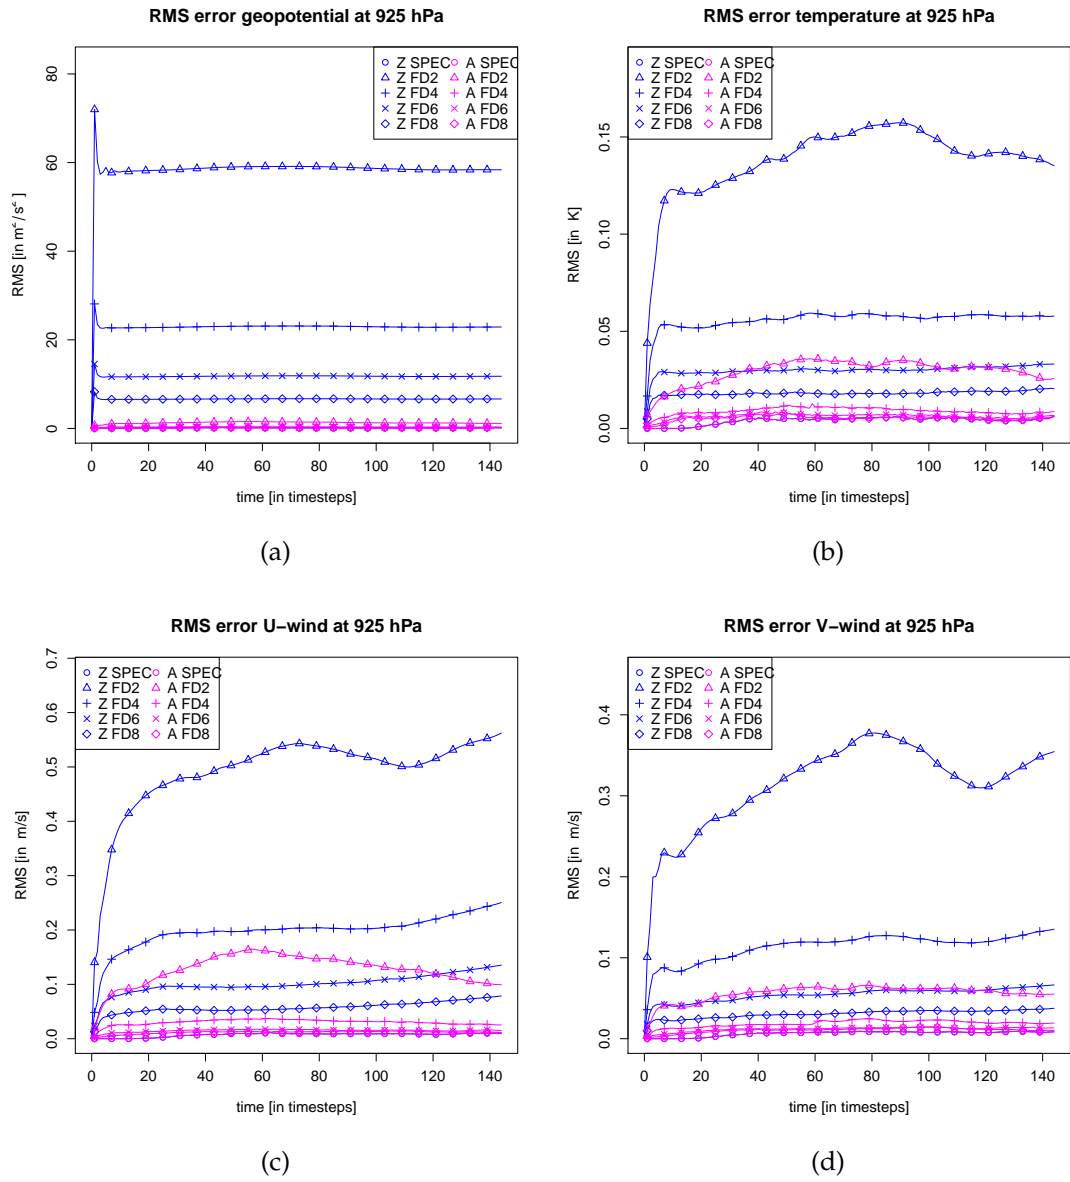 RMS error geopotential at 925 hPa
RMS [in m²/s²]
80
60
40
20
0
Z SPEC A SPEC
Z FD2 A FD2
Z FD4 A FD4
Z FD6 A FD6
Z FD8 A FD8
0 20 40 60 80 100 120 140
time [in timesteps]
(a)
RMS error temperature at 925 hPa
RMS [in K]
0.15
0.10
0.05
0.00
Z SPEC A SPEC
Z FD2 A FD2
Z FD4 A FD4
Z FD6 A FD6
Z FD8 A FD8
0 20 40 60 80 100 120 140
time [in timesteps]
(b)
RMS error U−wind at 925 hPa
RMS [in m/s]
0.7
0.6
0.5
0.4
0.3
0.2
0.1
0.0
Z SPEC A SPEC
Z FD2 A FD2
Z FD4 A FD4
Z FD6 A FD6
Z FD8 A FD8
0 20 40 60 80 100 120 140
time [in timesteps]
(c)
RMS error V−wind at 925 hPa
RMS [in m/s]
0.4
0.3
0.2
0.1
0.0
Z SPEC A SPEC
Z FD2 A FD2
Z FD4 A FD4
Z FD6 A FD6
Z FD8 A FD8
0 20 40 60 80 100 120 140
time [in timesteps]
(d)